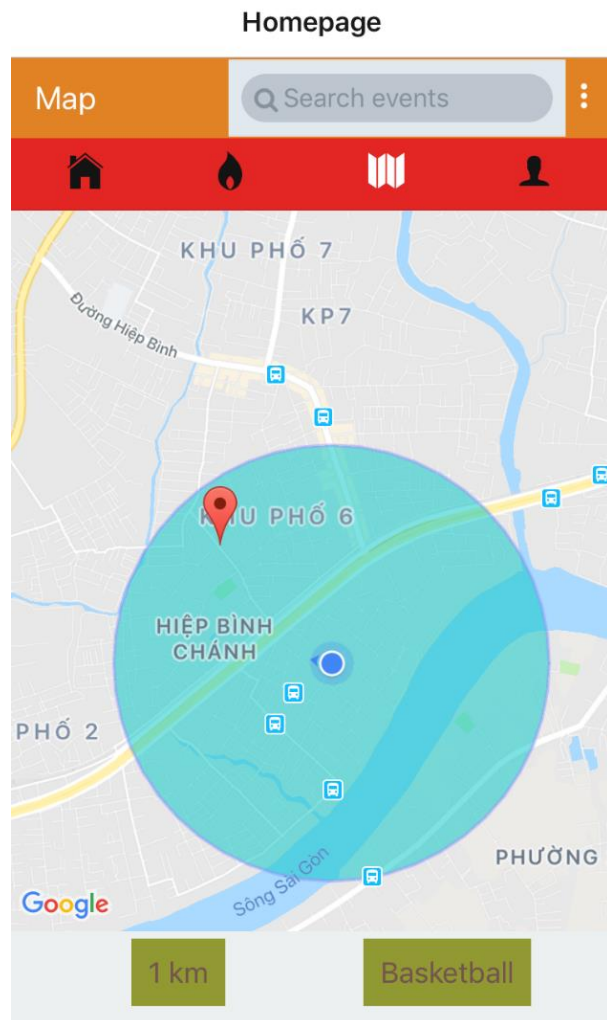 Homepage
Map
Search events
KHU PHỐ 7
Đường Hiệp Bình
KP7
KHU PHỐ 6
HIỆP BÌNH
CHÁNH
PHỐ 2
PHƯỜNG
Sông Sài Gòn
Google
1 km
Basketball